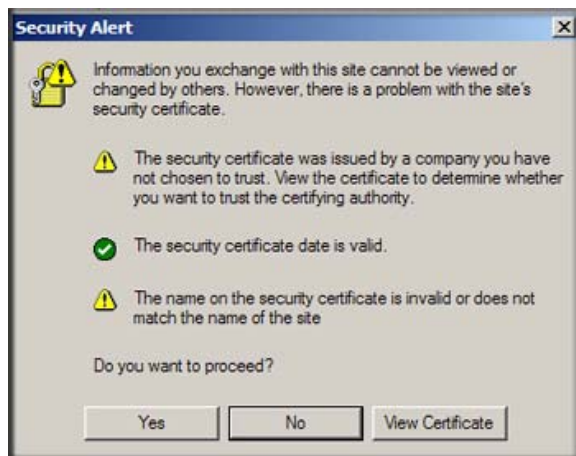 Security Alert
Information you exchange with this site cannot be viewed or
changed by others. However, there is a problem with the site's
security certificate.
The security certificate was issued by a company you have
not chosen to trust. View the certificate to determine whether
you want to trust the certifying authority.
The security certificate date is valid.
The name on the security certificate is invalid or does not
match the name of the site
Do you want to proceed?
Yes No View Certificate